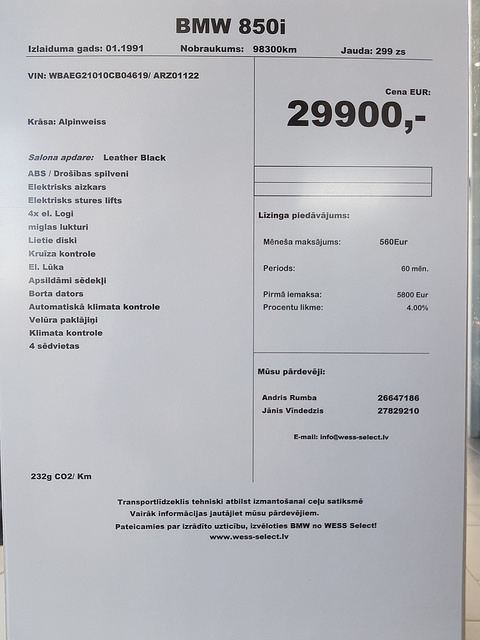 BMW 850i
Izlaiduma gads: 01.1991 Nobraukums: 98300km Jauda: 299 zs
VIN: WBAEG21010CB04619/ ARZ01122
Cena EUR:
29900,-
Krāsa: Alpinweiss
Salona apdare: Leather Black
ABS / Drošības spilveni
Elektrisks aizkars
Elektrisks stures lifts
4x el. Logi
miglas lukturi
Lietie diski
Kruīza kontrole
El. Lūka
Apsildāmi sēdekļi
Borta dators
Automatiskā klimata kontrole
Velūra paklājiņi
Klimata kontrole
4 sēdvietas
Līzinga piedāvājums:
Mēneša maksājums: 560Eur
Periods: 60 mēn.
Pirmā iemaksa: 5800 Eur
Procentu likme: 4.00%
Mūsu pārdevēji:
Andris Rumba 26647186
Jānis Vīndedzis 27829210
E-mail: info@wess-select.lv
232g CO2/ Km
Transportlīdzeklis tehniski atbilst izmantošanai ceļu satiksmē
Vairāk informācijas jautājiet mūsu pārdevējiem.
Pateicamies par izrādīto uzticību, izvēloties BMW no WESS Select!
www.wess-select.lv